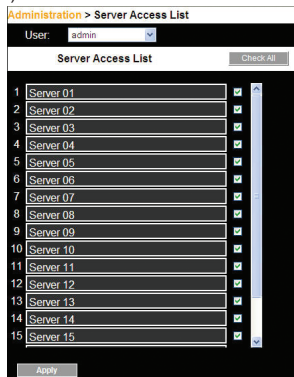 Administration > Server Access List
User: admin
Server Access List Check All
1 Server 01
2 Server 02
3 Server 03
4 Server 04
5 Server 05
6 Server 06
7 Server 07
8 Server 08
9 Server 09
10 Server 10
11 Server 11
12 Server 12
13 Server 13
14 Server 14
15 Server 15
Apply